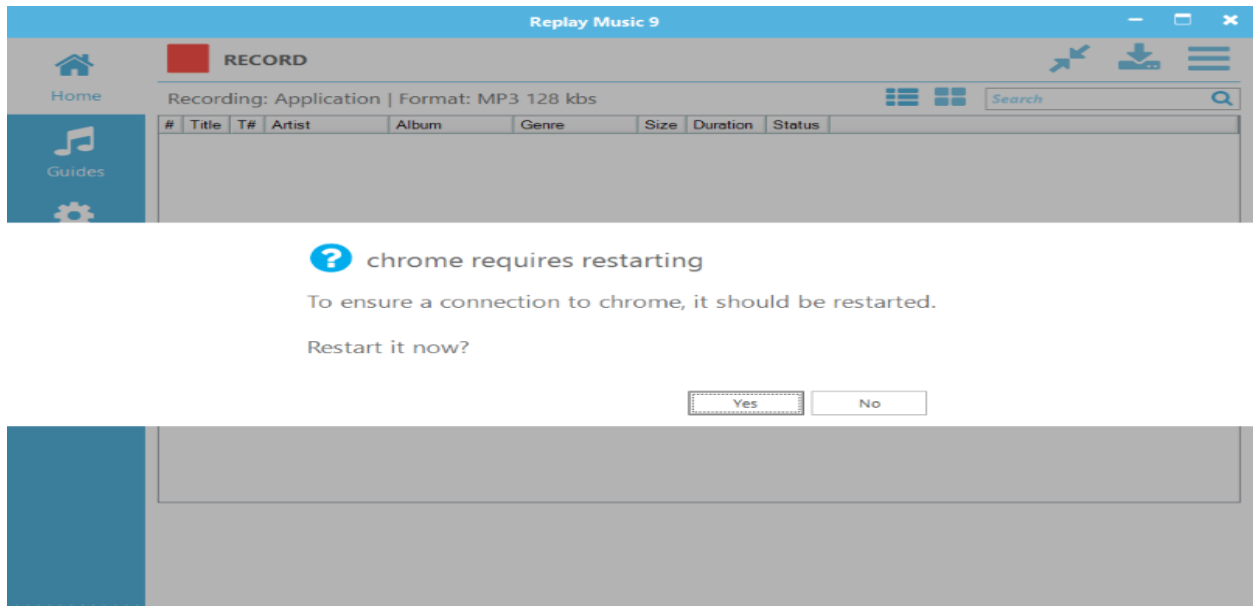 Replay Music 9
Home
RECORD
Recording: Application | Format: MP3 128 kbs
Search
# Title T# Artist Album Genre Size Duration Status
Guides
? chrome requires restarting
To ensure a connection to chrome, it should be restarted.
Restart it now?
Yes No